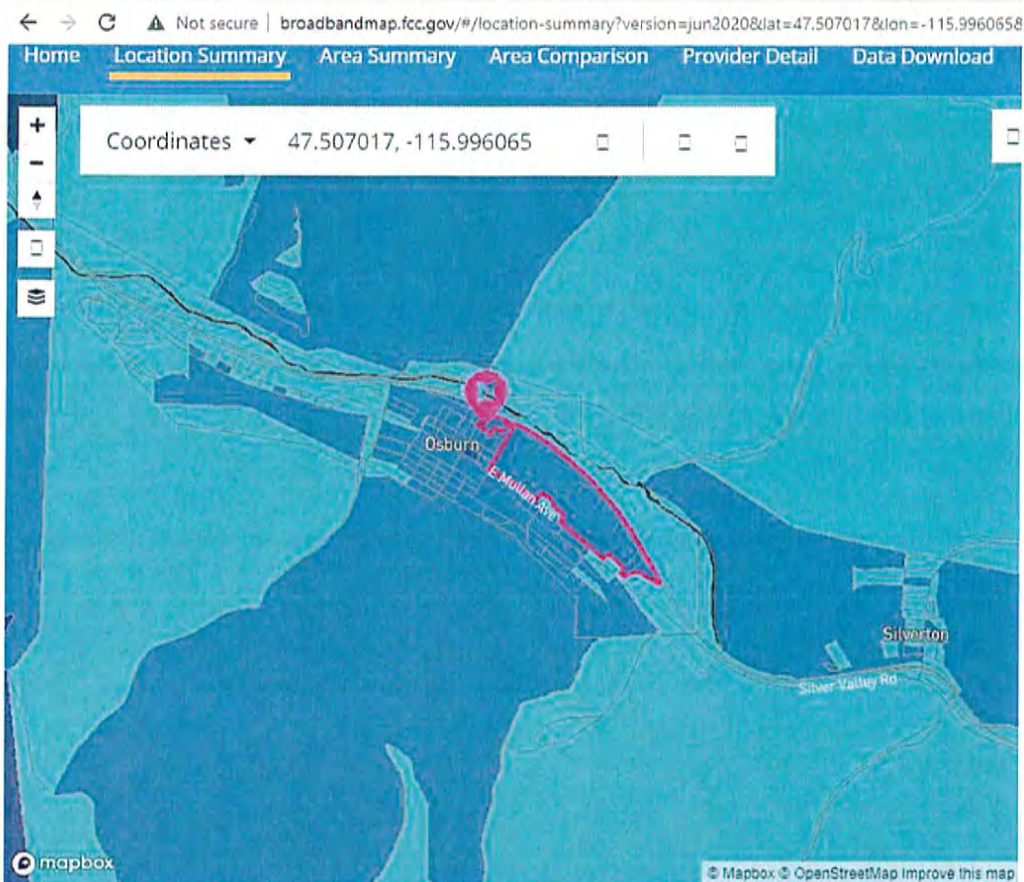 Not secure | broadbandmap.fcc.gov/#/location-summary?version=jun2020&lat=47.507017&lon=-115.9960658
Home Location Summary Area Summary Area Comparison Provider Detail Data Download
+
Coordinates 47.507017, -115.996065
−
Osburn
E Mullan Ave
Silverton
Silver Valley Rd
mapbox
© Mapbox © OpenStreetMap Improve this map